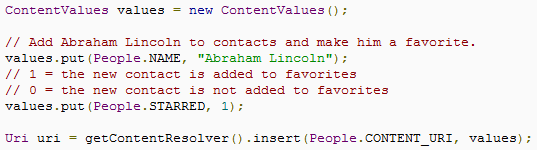 ContentValues values = new ContentValues();
// Add Abraham Lincoln to contacts and make him a favorite.
values.put(People.NAME, "Abraham Lincoln");
// 1 = the new contact is added to favorites
// 0 = the new contact is not added to favorites
values.put(People.STARRED, 1);
Uri uri = getContentResolver().insert(People.CONTENT_URI, values);